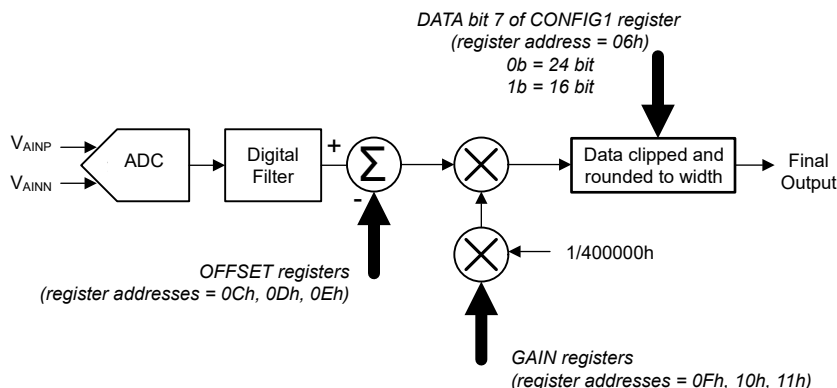 DATA bit 7 of CONFIG1 register
(register address = 06h)
0b = 24 bit
1b = 16 bit
VAINP
VAINN
ADC
Digital
Filter
+
Σ
-
Data clipped and
rounded to width
Final
Output
1/400000h
OFFSET registers
(register addresses = 0Ch, 0Dh, 0Eh)
GAIN registers
(register addresses = 0Fh, 10h, 11h)